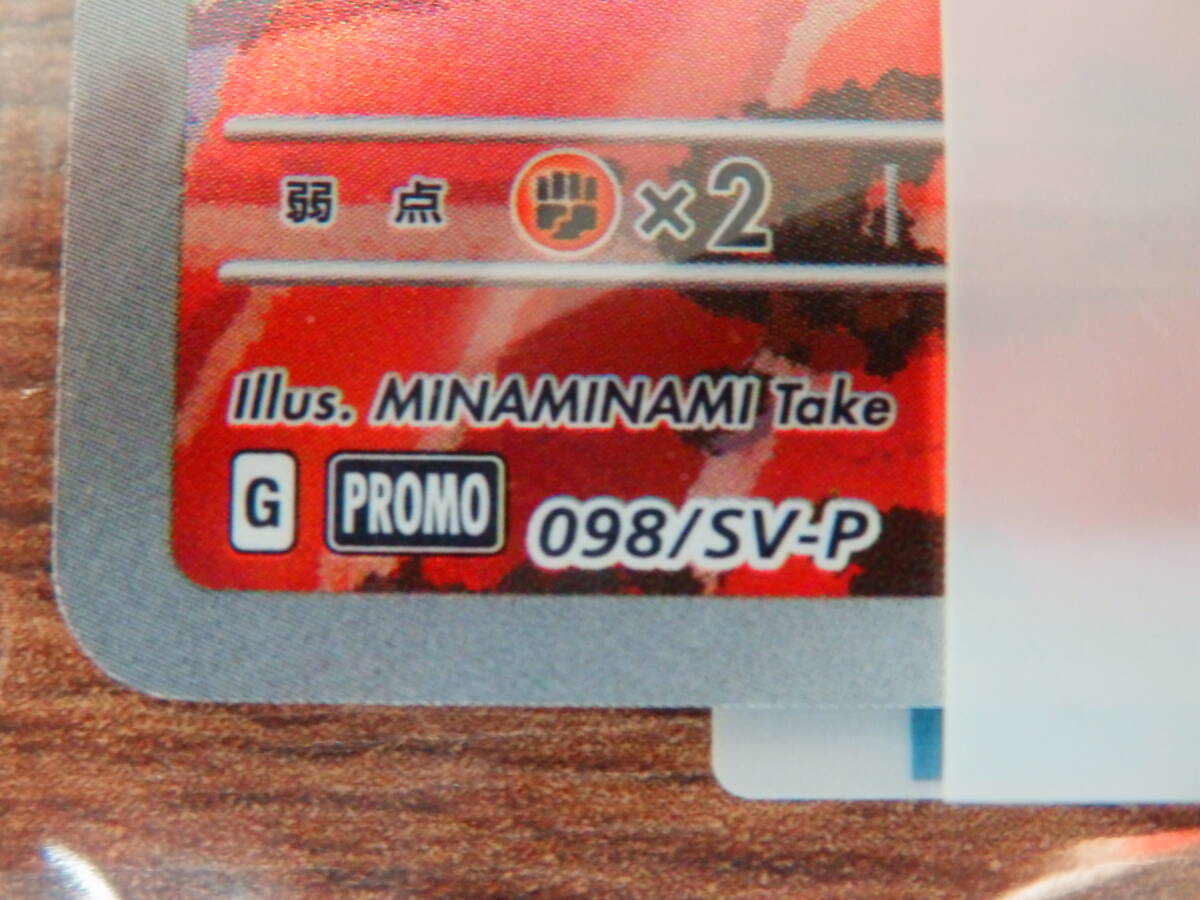 弱点 ×2
Illus. MINAMINAMI Take
G PROMO 098/SV-P